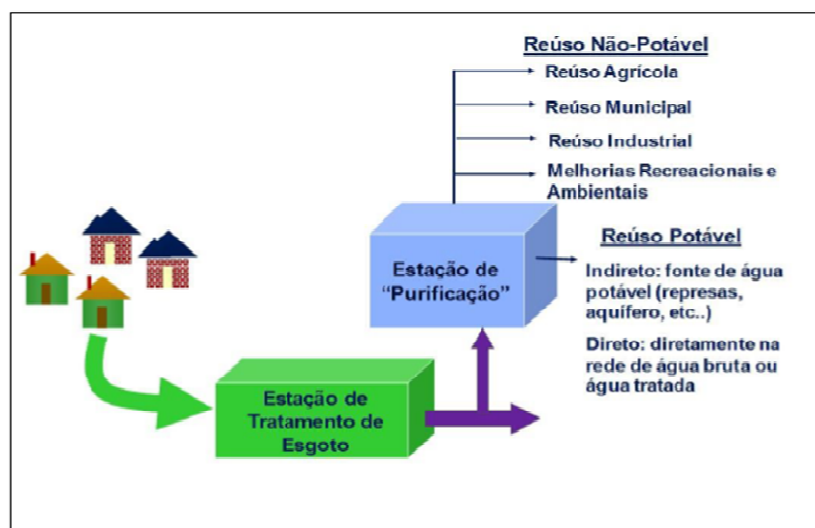 Reúso Não-Potável
Reúso Agrícola
Reúso Municipal
Reúso Industrial
Melhorias Recreacionais e
Ambientais
Estação de
“Purificação”
Reúso Potável
Indireto: fonte de água
potável (represas,
aquífero, etc..)
Direto: diretamente na
rede de água bruta ou
água tratada
Estação de
Tratamento de
Esgoto